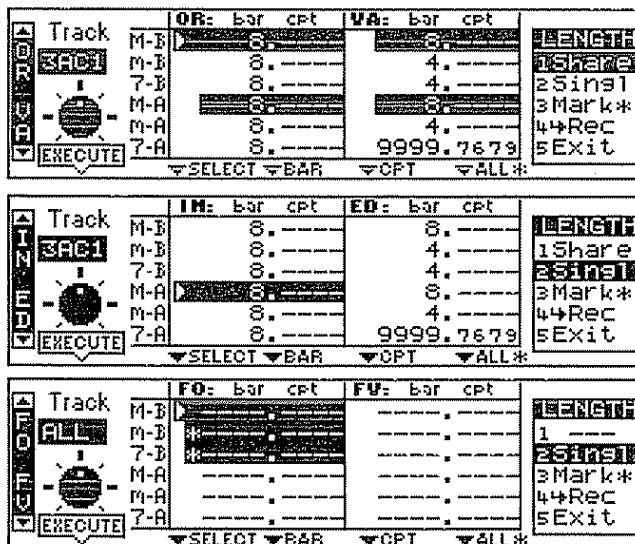 OR: bar cpt VA: bar cpt
Track M-B 8.---- 8.---- LENGTH
3AC1 m-B 8.---- 4.---- 1Share
7-B 8.---- 4.---- 2Singl
OR VA M-A 8.---- 8.---- 3Mark*
m-A 8.---- 4.---- 4↪Rec
EXECUTE 7-A 8.---- 9999.7679 5Exit
SELECT BAR CPT ALL*
IN: bar cpt ED: bar cpt
Track M-B 8.---- 8.---- LENGTH
3AC1 m-B 8.---- 4.---- 1Share
7-B 8.---- 4.---- 2Singl
IN ED M-A 8.---- 8.---- 3Mark*
m-A 8.---- 4.---- 4↪Rec
EXECUTE 7-A 8.---- 9999.7679 5Exit
SELECT BAR CPT ALL*
FO: bar cpt FV: bar cpt
Track M-B ----.---- ----.---- LENGTH
ALL m-B *----.---- ----.---- 1 ----
7-B *----.---- ----.---- 2Singl
FO FV M-A ----.---- ----.---- 3Mark*
m-A ----.---- ----.---- 4↪Rec
EXECUTE 7-A ----.---- ----.---- 5Exit
SELECT BAR CPT ALL*